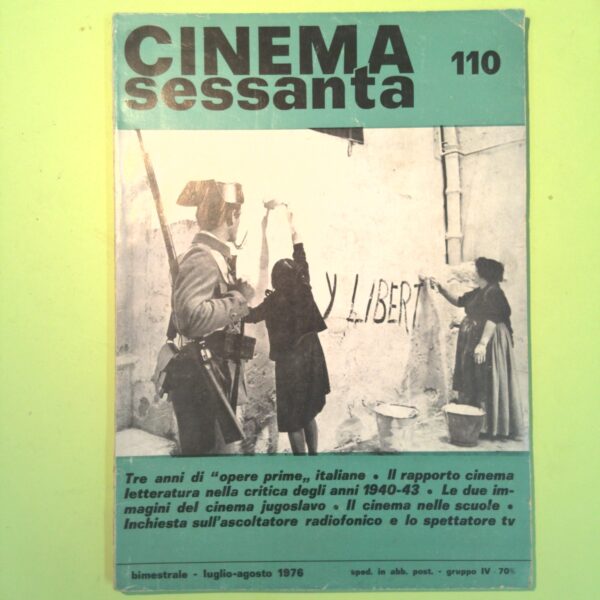 CINEMA
sessanta
110
Y LIBERT
Tre anni di "opere prime„ italiane • Il rapporto cinema
letteratura nella critica degli anni 1940-43 • Le due im-
magini del cinema jugoslavo • Il cinema nelle scuole •
Inchiesta sull'ascoltatore radiofonico e lo spettatore tv
bimestrale - luglio-agosto 1976
sped. in abb. post. - gruppo IV - 70%